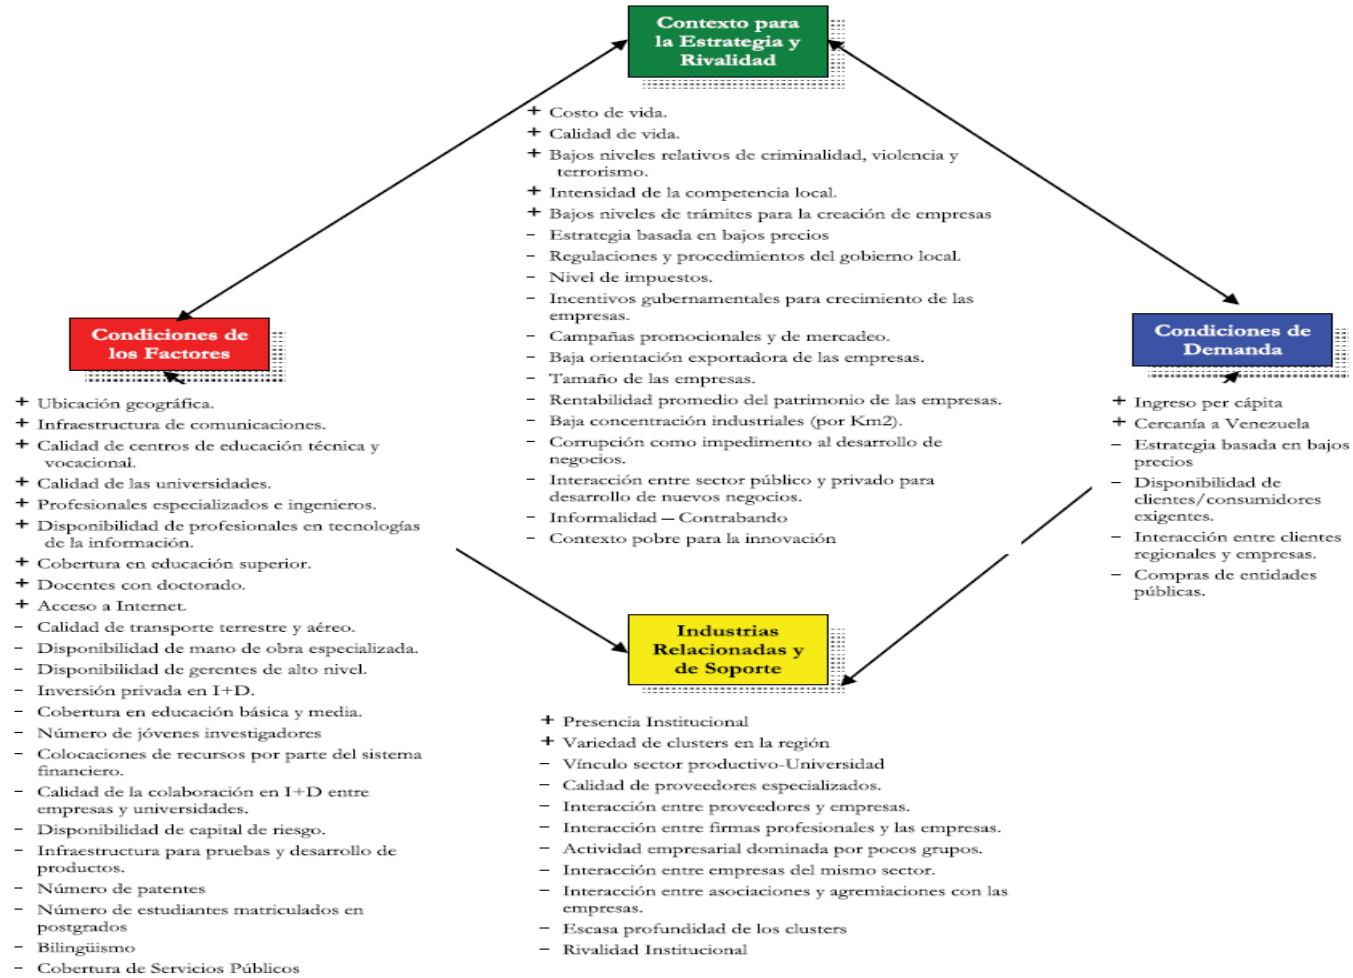 Contexto para
la Estrategia y
Rivalidad
+ Costo de vida.
+ Calidad de vida.
+ Bajos niveles relativos de criminalidad, violencia y
terrorismo.
+ Intensidad de la competencia local.
+ Bajos niveles de trámites para la creación de empresas
- Estrategia basada en bajos precios
- Regulaciones y procedimientos del gobierno local.
- Nivel de impuestos.
- Incentivos gubernamentales para crecimiento de las
empresas.
- Campañas promocionales y de mercadeo.
- Baja orientación exportadora de las empresas.
- Tamaño de las empresas.
- Rentabilidad promedio del patrimonio de las empresas.
- Baja concentración industriales (por Km2).
- Corrupción como impedimento al desarrollo de
negocios.
- Interacción entre sector público y privado para
desarrollo de nuevos negocios.
- Informalidad – Contrabando
- Contexto pobre para la innovación
Condiciones de
los Factores
+ Ubicación geográfica.
+ Infraestructura de comunicaciones.
+ Calidad de centros de educación técnica y
vocacional.
+ Calidad de las universidades.
+ Profesionales especializados e ingenieros.
+ Disponibilidad de profesionales en tecnologías
de la información.
+ Cobertura en educación superior.
+ Docentes con doctorado.
+ Acceso a Internet.
- Calidad de transporte terrestre y aéreo.
- Disponibilidad de mano de obra especializada.
- Disponibilidad de gerentes de alto nivel.
- Inversión privada en I+D.
- Cobertura en educación básica y media.
- Número de jóvenes investigadores
- Colocaciones de recursos por parte del sistema
financiero.
- Calidad de la colaboración en I+D entre
empresas y universidades.
- Disponibilidad de capital de riesgo.
- Infraestructura para pruebas y desarrollo de
productos.
- Número de patentes
- Número de estudiantes matriculados en
postgrados
- Bilingüismo
- Cobertura de Servicios Públicos
Condiciones de
Demanda
+ Ingreso per cápita
+ Cercanía a Venezuela
- Estrategia basada en bajos
precios
- Disponibilidad de
clientes/consumidores
exigentes.
- Interacción entre clientes
regionales y empresas.
- Compras de entidades
públicas.
Industrias
Relacionadas y
de Soporte
+ Presencia Institucional
+ Variedad de clusters en la región
- Vínculo sector productivo-Universidad
- Calidad de proveedores especializados.
- Interacción entre proveedores y empresas.
- Interacción entre firmas profesionales y las empresas.
- Actividad empresarial dominada por pocos grupos.
- Interacción entre empresas del mismo sector.
- Interacción entre asociaciones y agremiaciones con las
empresas.
- Escasa profundidad de los clusters
- Rivalidad Institucional